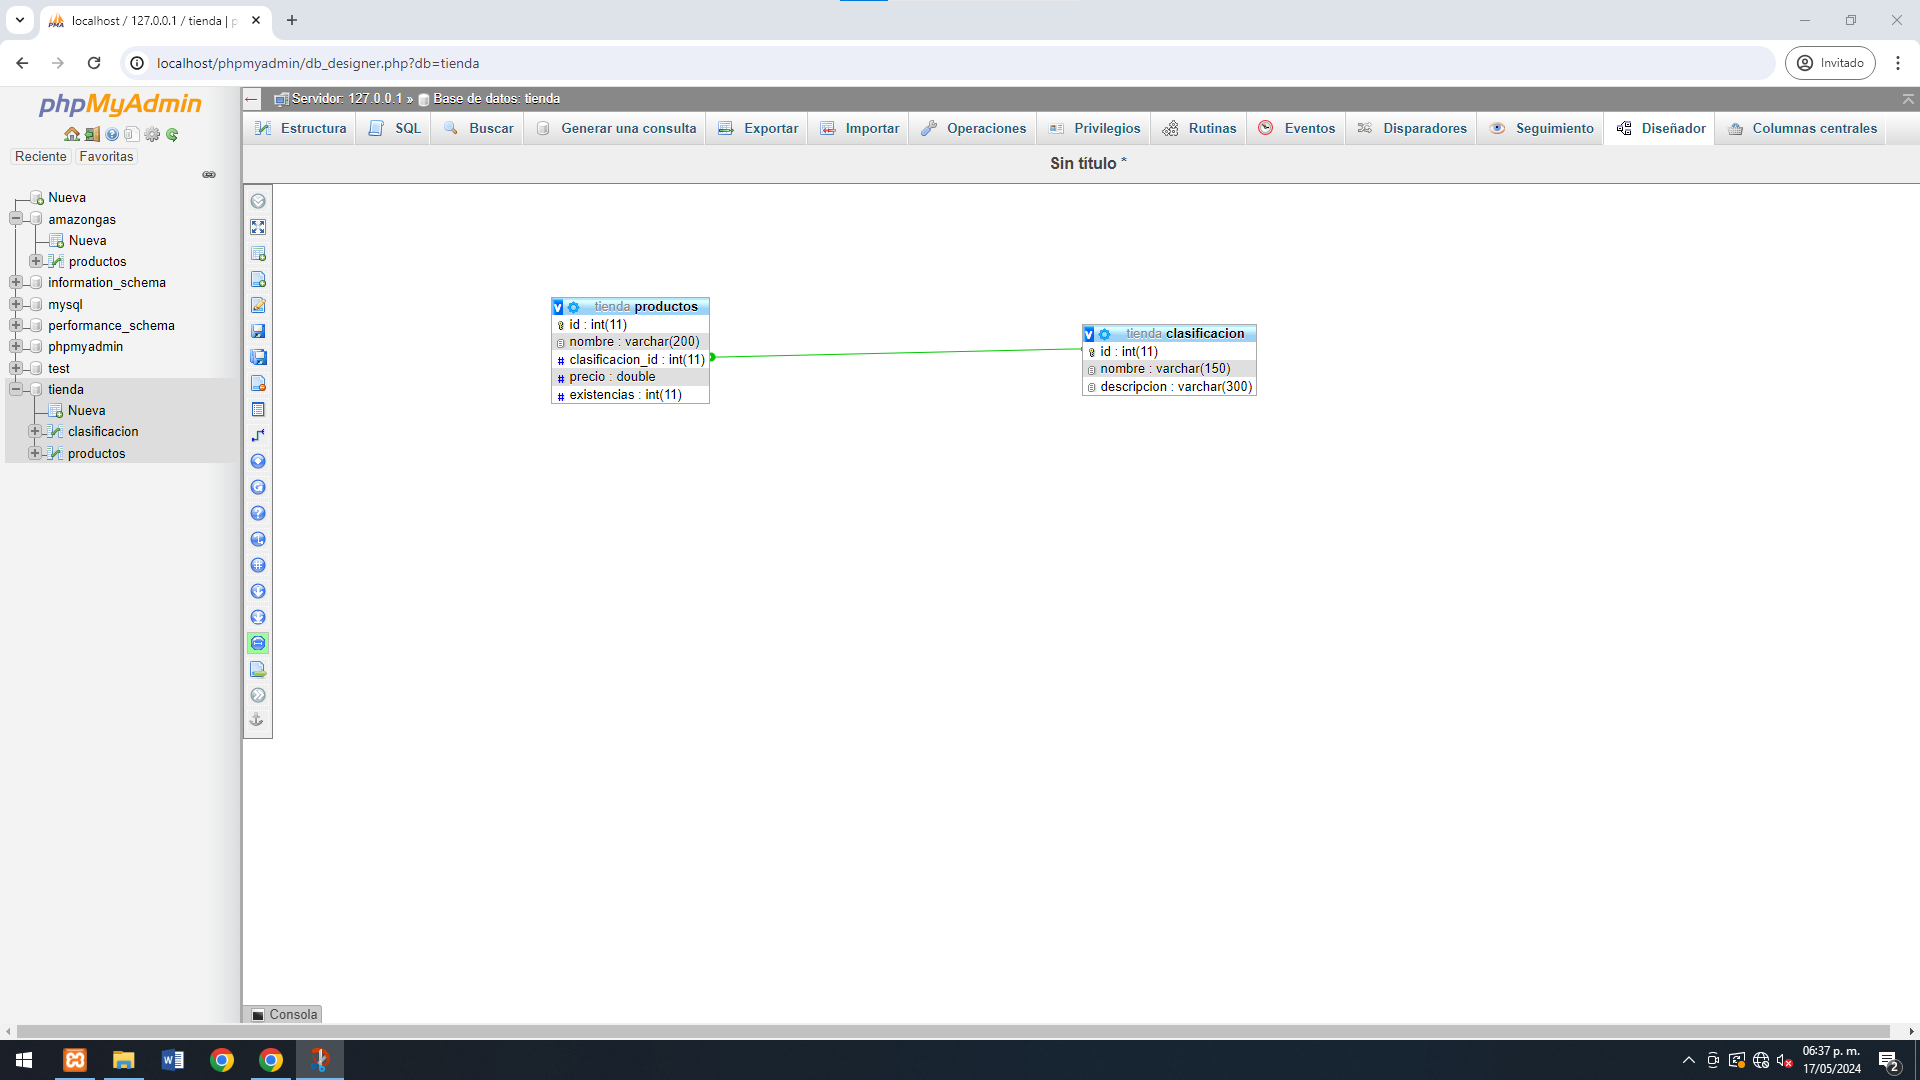 localhost / 127.0.0.1 / tienda | p
localhost/phpmyadmin/db_designer.php?db=tienda
Invitado
phpMyAdmin
Reciente Favoritas
Nueva
amazongas
Nueva
productos
information_schema
mysql
performance_schema
phpmyadmin
test
tienda
Nueva
clasificacion
productos
Servidor: 127.0.0.1 » Base de datos: tienda
Estructura SQL Buscar Generar una consulta Exportar Importar Operaciones Privilegios Rutinas Eventos Disparadores Seguimiento Diseñador Columnas centrales
Sin título *
v tienda productos
id : int(11)
nombre : varchar(200)
# clasificacion_id : int(11)
# precio : double
# existencias : int(11)
v tienda clasificacion
id : int(11)
nombre : varchar(150)
descripcion : varchar(300)
Consola
06:37 p. m.
17/05/2024
2